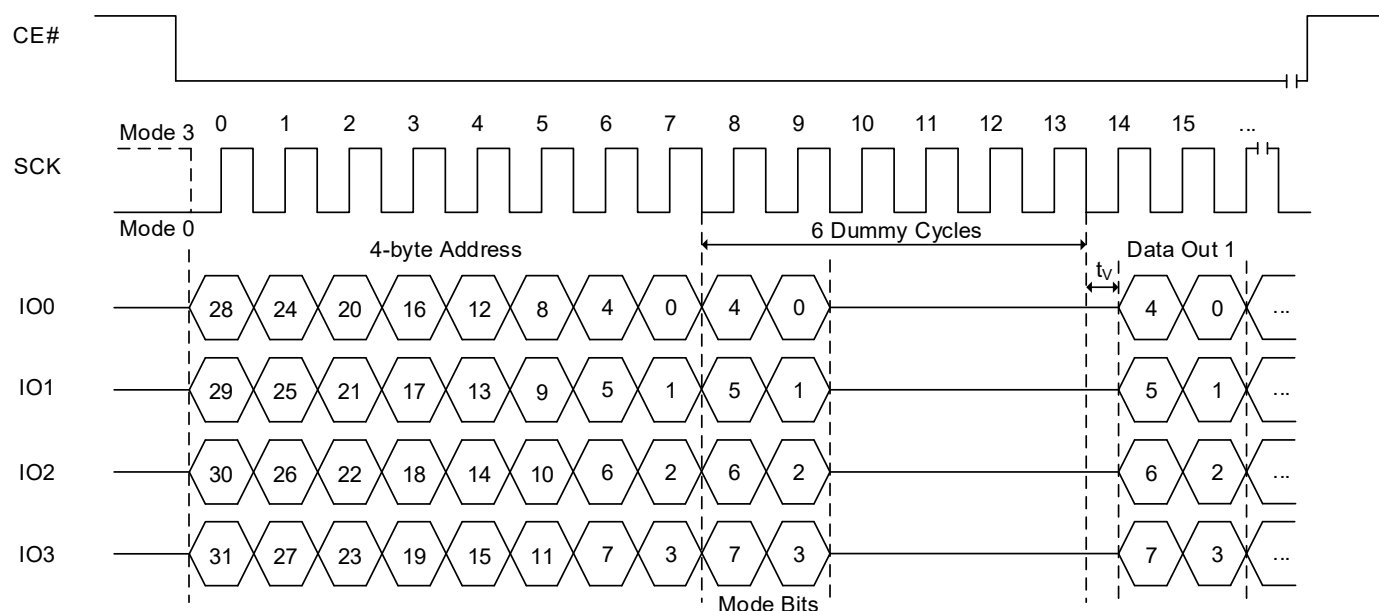 CE#
0 1 2 3 4 5 6 7 8 9 10 11 12 13 14 15 ...
Mode 3
SCK
Mode 0
6 Dummy Cycles
4-byte Address
Data Out 1
tV
IO0 28 24 20 16 12 8 4 0 4 0 4 0 ...
IO1 29 25 21 17 13 9 5 1 5 1 5 1 ...
IO2 30 26 22 18 14 10 6 2 6 2 6 2 ...
IO3 31 27 23 19 15 11 7 3 7 3 7 3 ...
Mode Bits